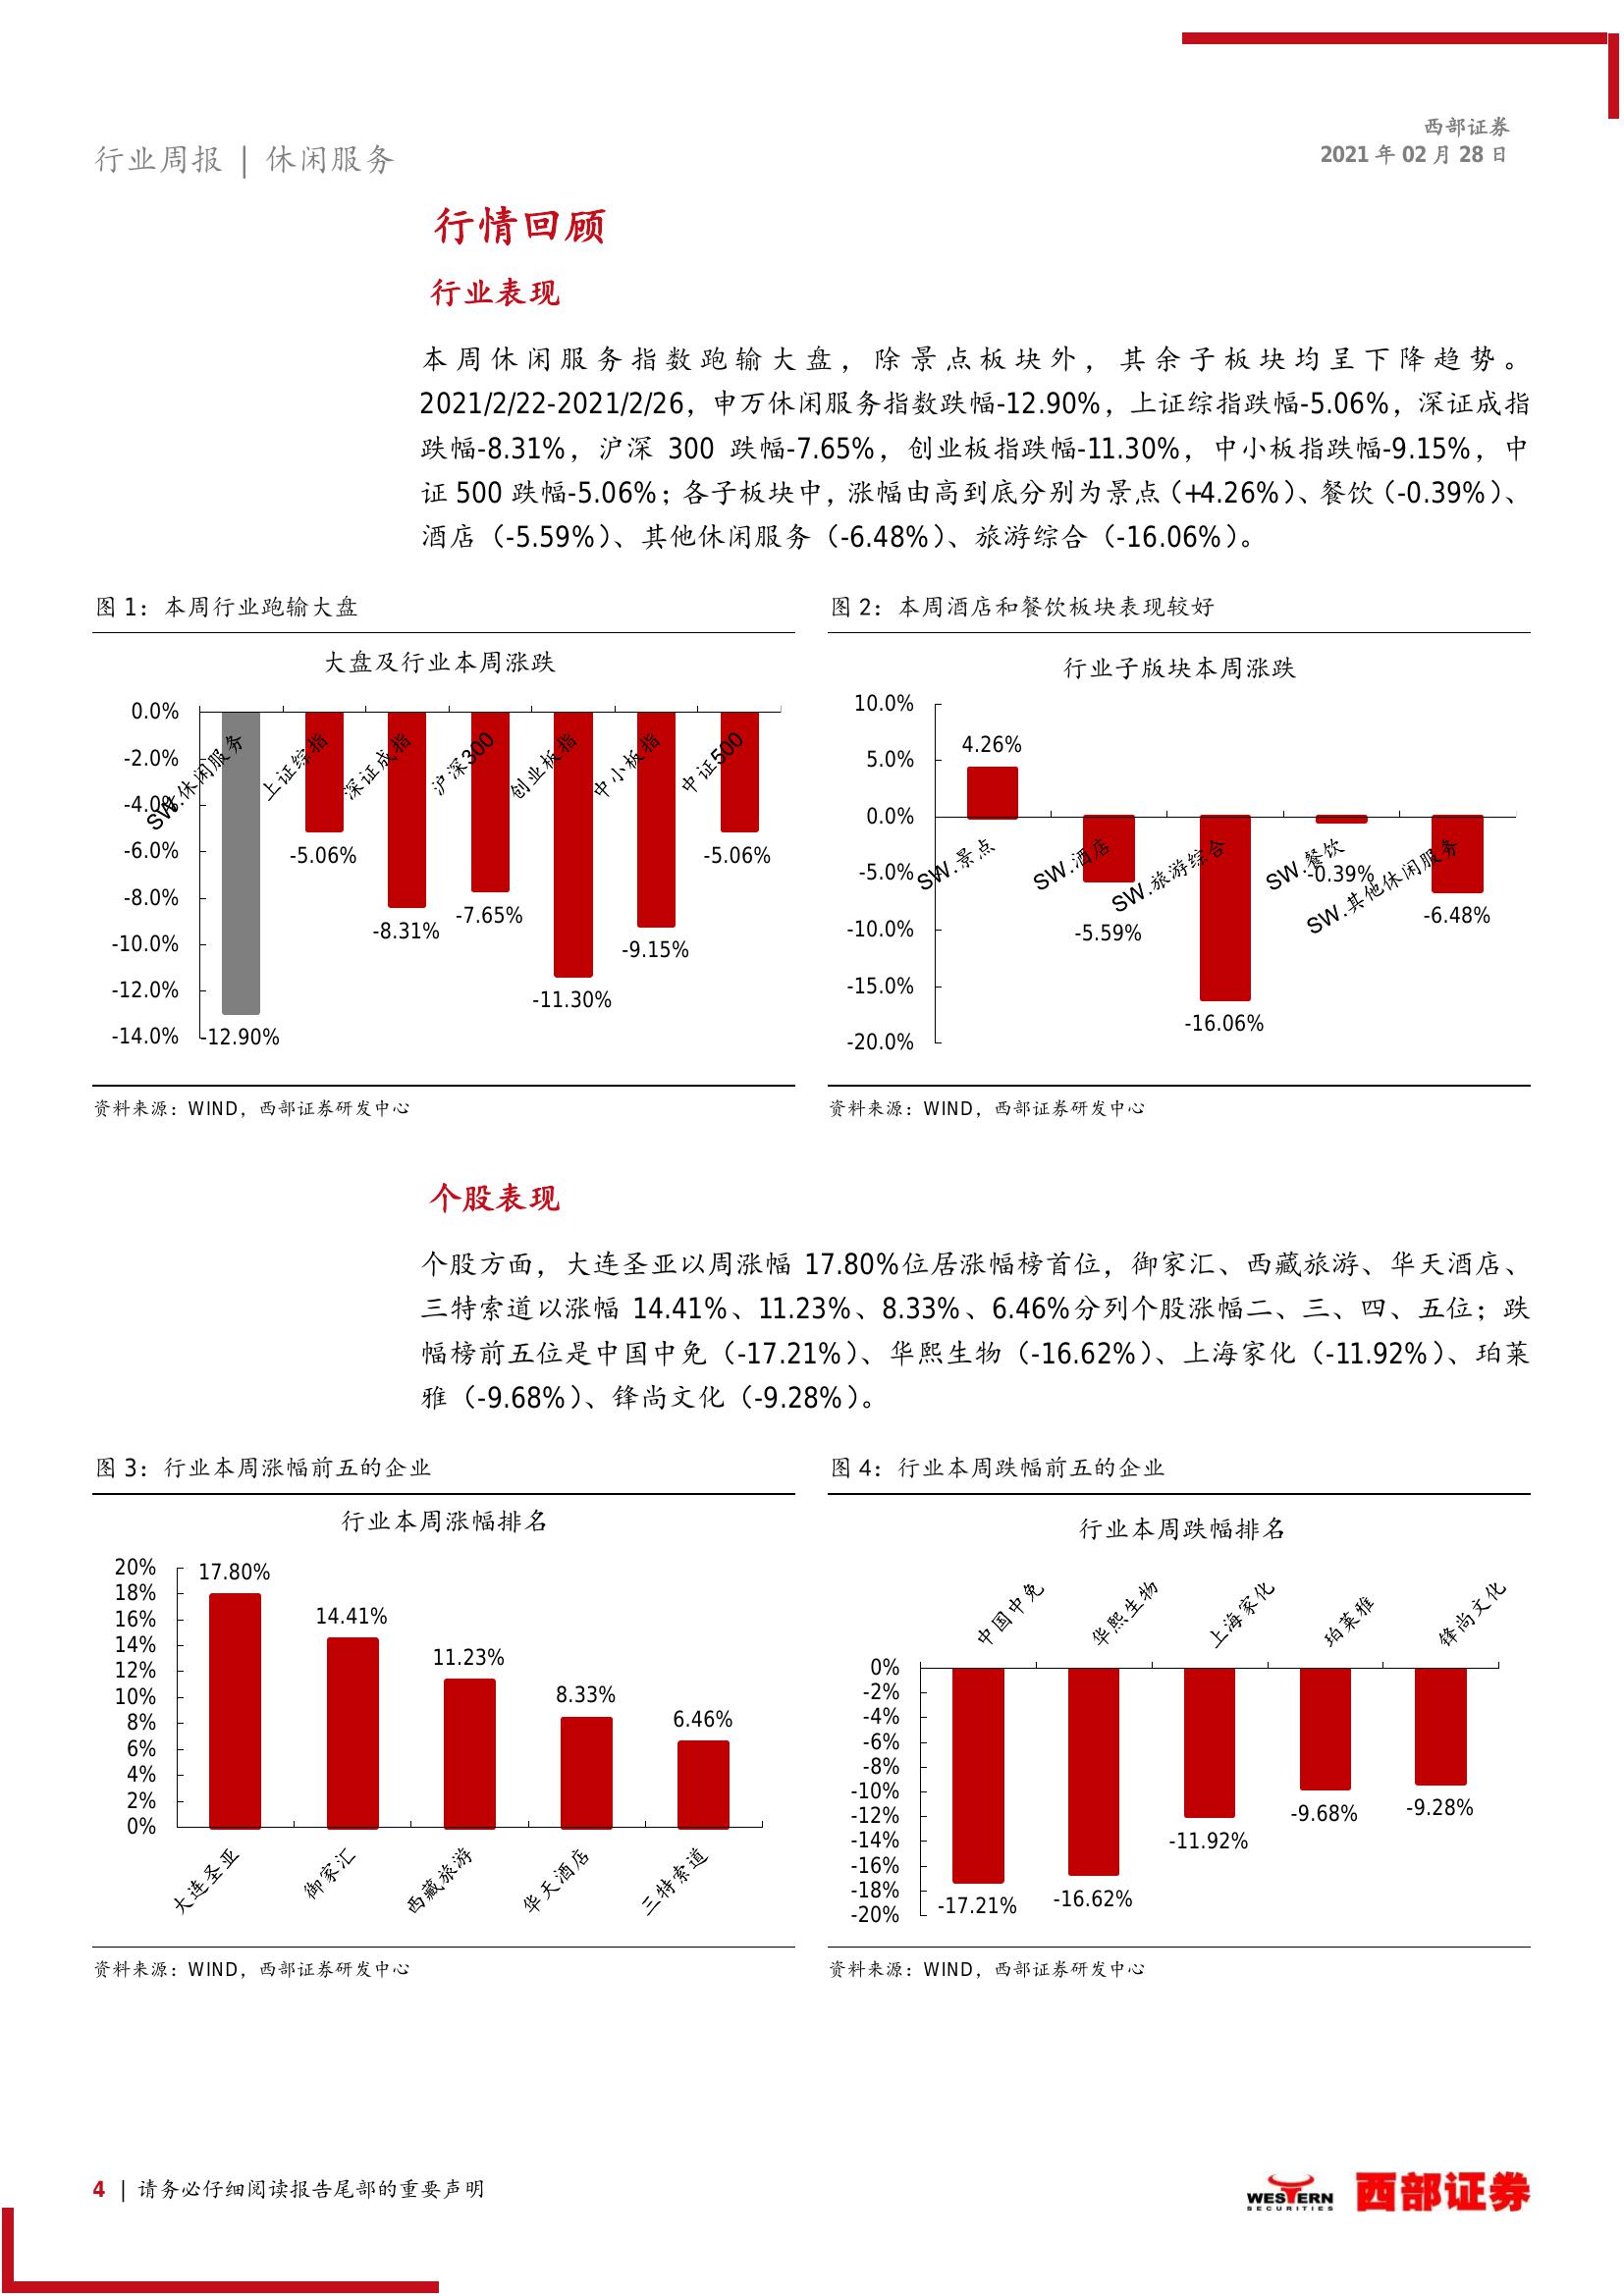 西部证券
2021 年 02 月 28 日
行业周报 | 休闲服务
行情回顾
行业表现
本周休闲服务指数跑输大盘，除景点板块外，其余子板块均呈下降趋势。
2021/2/22-2021/2/26，申万休闲服务指数跌幅-12.90%，上证综指跌幅-5.06%，深证成指
跌幅-8.31%，沪深 300 跌幅-7.65%，创业板指跌幅-11.30%，中小板指跌幅-9.15%，中
证 500 跌幅-5.06%；各子板块中，涨幅由高到底分别为景点（+4.26%）、餐饮（-0.39%）、
酒店（-5.59%）、其他休闲服务（-6.48%）、旅游综合（-16.06%）。
图 1：本周行业跑输大盘
大盘及行业本周涨跌
0.0%
-2.0%
-4.0%
-6.0%
-8.0%
-10.0%
-12.0%
-14.0%
SW.休闲服务
上证综指
深证成指
沪深300
创业板指
中小板指
中证500
-12.90%
-5.06%
-8.31%
-7.65%
-11.30%
-9.15%
-5.06%
资料来源：WIND，西部证券研发中心
图 2：本周酒店和餐饮板块表现较好
行业子版块本周涨跌
10.0%
5.0%
0.0%
-5.0%
-10.0%
-15.0%
-20.0%
4.26%
-5.59%
-16.06%
-0.39%
-6.48%
SW.景点
SW.酒店
SW.旅游综合
SW.餐饮
SW.其他休闲服务
资料来源：WIND，西部证券研发中心
个股表现
个股方面，大连圣亚以周涨幅 17.80%位居涨幅榜首位，御家汇、西藏旅游、华天酒店、
三特索道以涨幅 14.41%、11.23%、8.33%、6.46%分列个股涨幅二、三、四、五位；跌
幅榜前五位是中国中免（-17.21%）、华熙生物（-16.62%）、上海家化（-11.92%）、珀莱
雅（-9.68%）、锋尚文化（-9.28%）。
图 3：行业本周涨幅前五的企业
行业本周涨幅排名
20%
18%
16%
14%
12%
10%
8%
6%
4%
2%
0%
17.80%
14.41%
11.23%
8.33%
6.46%
大连圣亚
御家汇
西藏旅游
华天酒店
三特索道
资料来源：WIND，西部证券研发中心
图 4：行业本周跌幅前五的企业
行业本周跌幅排名
中国中免
华熙生物
上海家化
珀莱雅
锋尚文化
0%
-2%
-4%
-6%
-8%
-10%
-12%
-14%
-16%
-18%
-20%
-17.21%
-16.62%
-11.92%
-9.68%
-9.28%
资料来源：WIND，西部证券研发中心
4 | 请务必仔细阅读报告尾部的重要声明
WESTERN
SECURITIES
西部证券